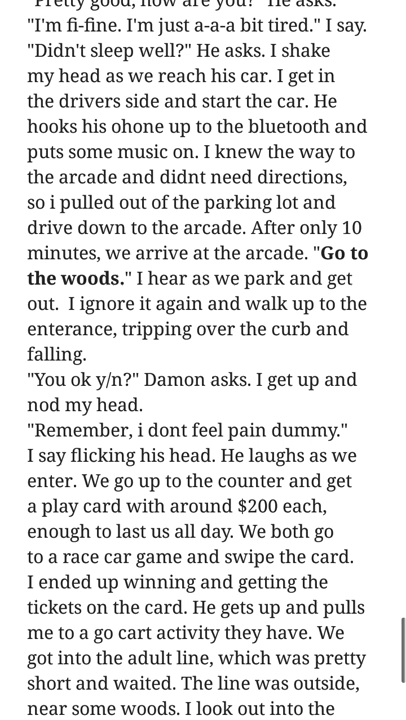 "Pretty good, how are you?" He asks.
"I'm fi-fine. I'm just a-a-a bit tired." I say.
"Didn't sleep well?" He asks. I shake
my head as we reach his car. I get in
the drivers side and start the car. He
hooks his ohone up to the bluetooth and
puts some music on. I knew the way to
the arcade and didnt need directions,
so i pulled out of the parking lot and
drive down to the arcade. After only 10
minutes, we arrive at the arcade. "Go to
the woods." I hear as we park and get
out.  I ignore it again and walk up to the
enterance, tripping over the curb and
falling.
"You ok y/n?" Damon asks. I get up and
nod my head.
"Remember, i dont feel pain dummy."
I say flicking his head. He laughs as we
enter. We go up to the counter and get
a play card with around $200 each,
enough to last us all day. We both go
to a race car game and swipe the card.
I ended up winning and getting the
tickets on the card. He gets up and pulls
me to a go cart activity they have. We
got into the adult line, which was pretty
short and waited. The line was outside,
near some woods. I look out into the